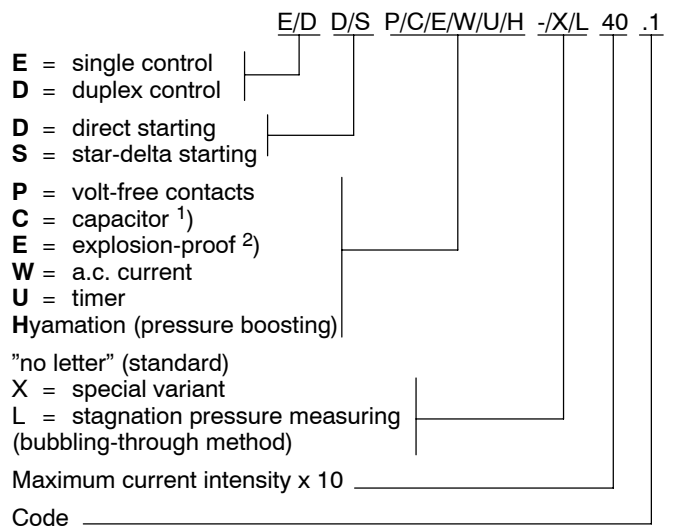 E/D D/S P/C/E/W/U/H -/X/L 40 .1
E = single control
D = duplex control
D = direct starting
S = star-delta starting
P = volt-free contacts
C = capacitor 1)
E = explosion-proof 2)
W = a.c. current
U = timer
Hyamation (pressure boosting)
”no letter” (standard)
X = special variant
L = stagnation pressure measuring
(bubbling-through method)
Maximum current intensity x 10
Code